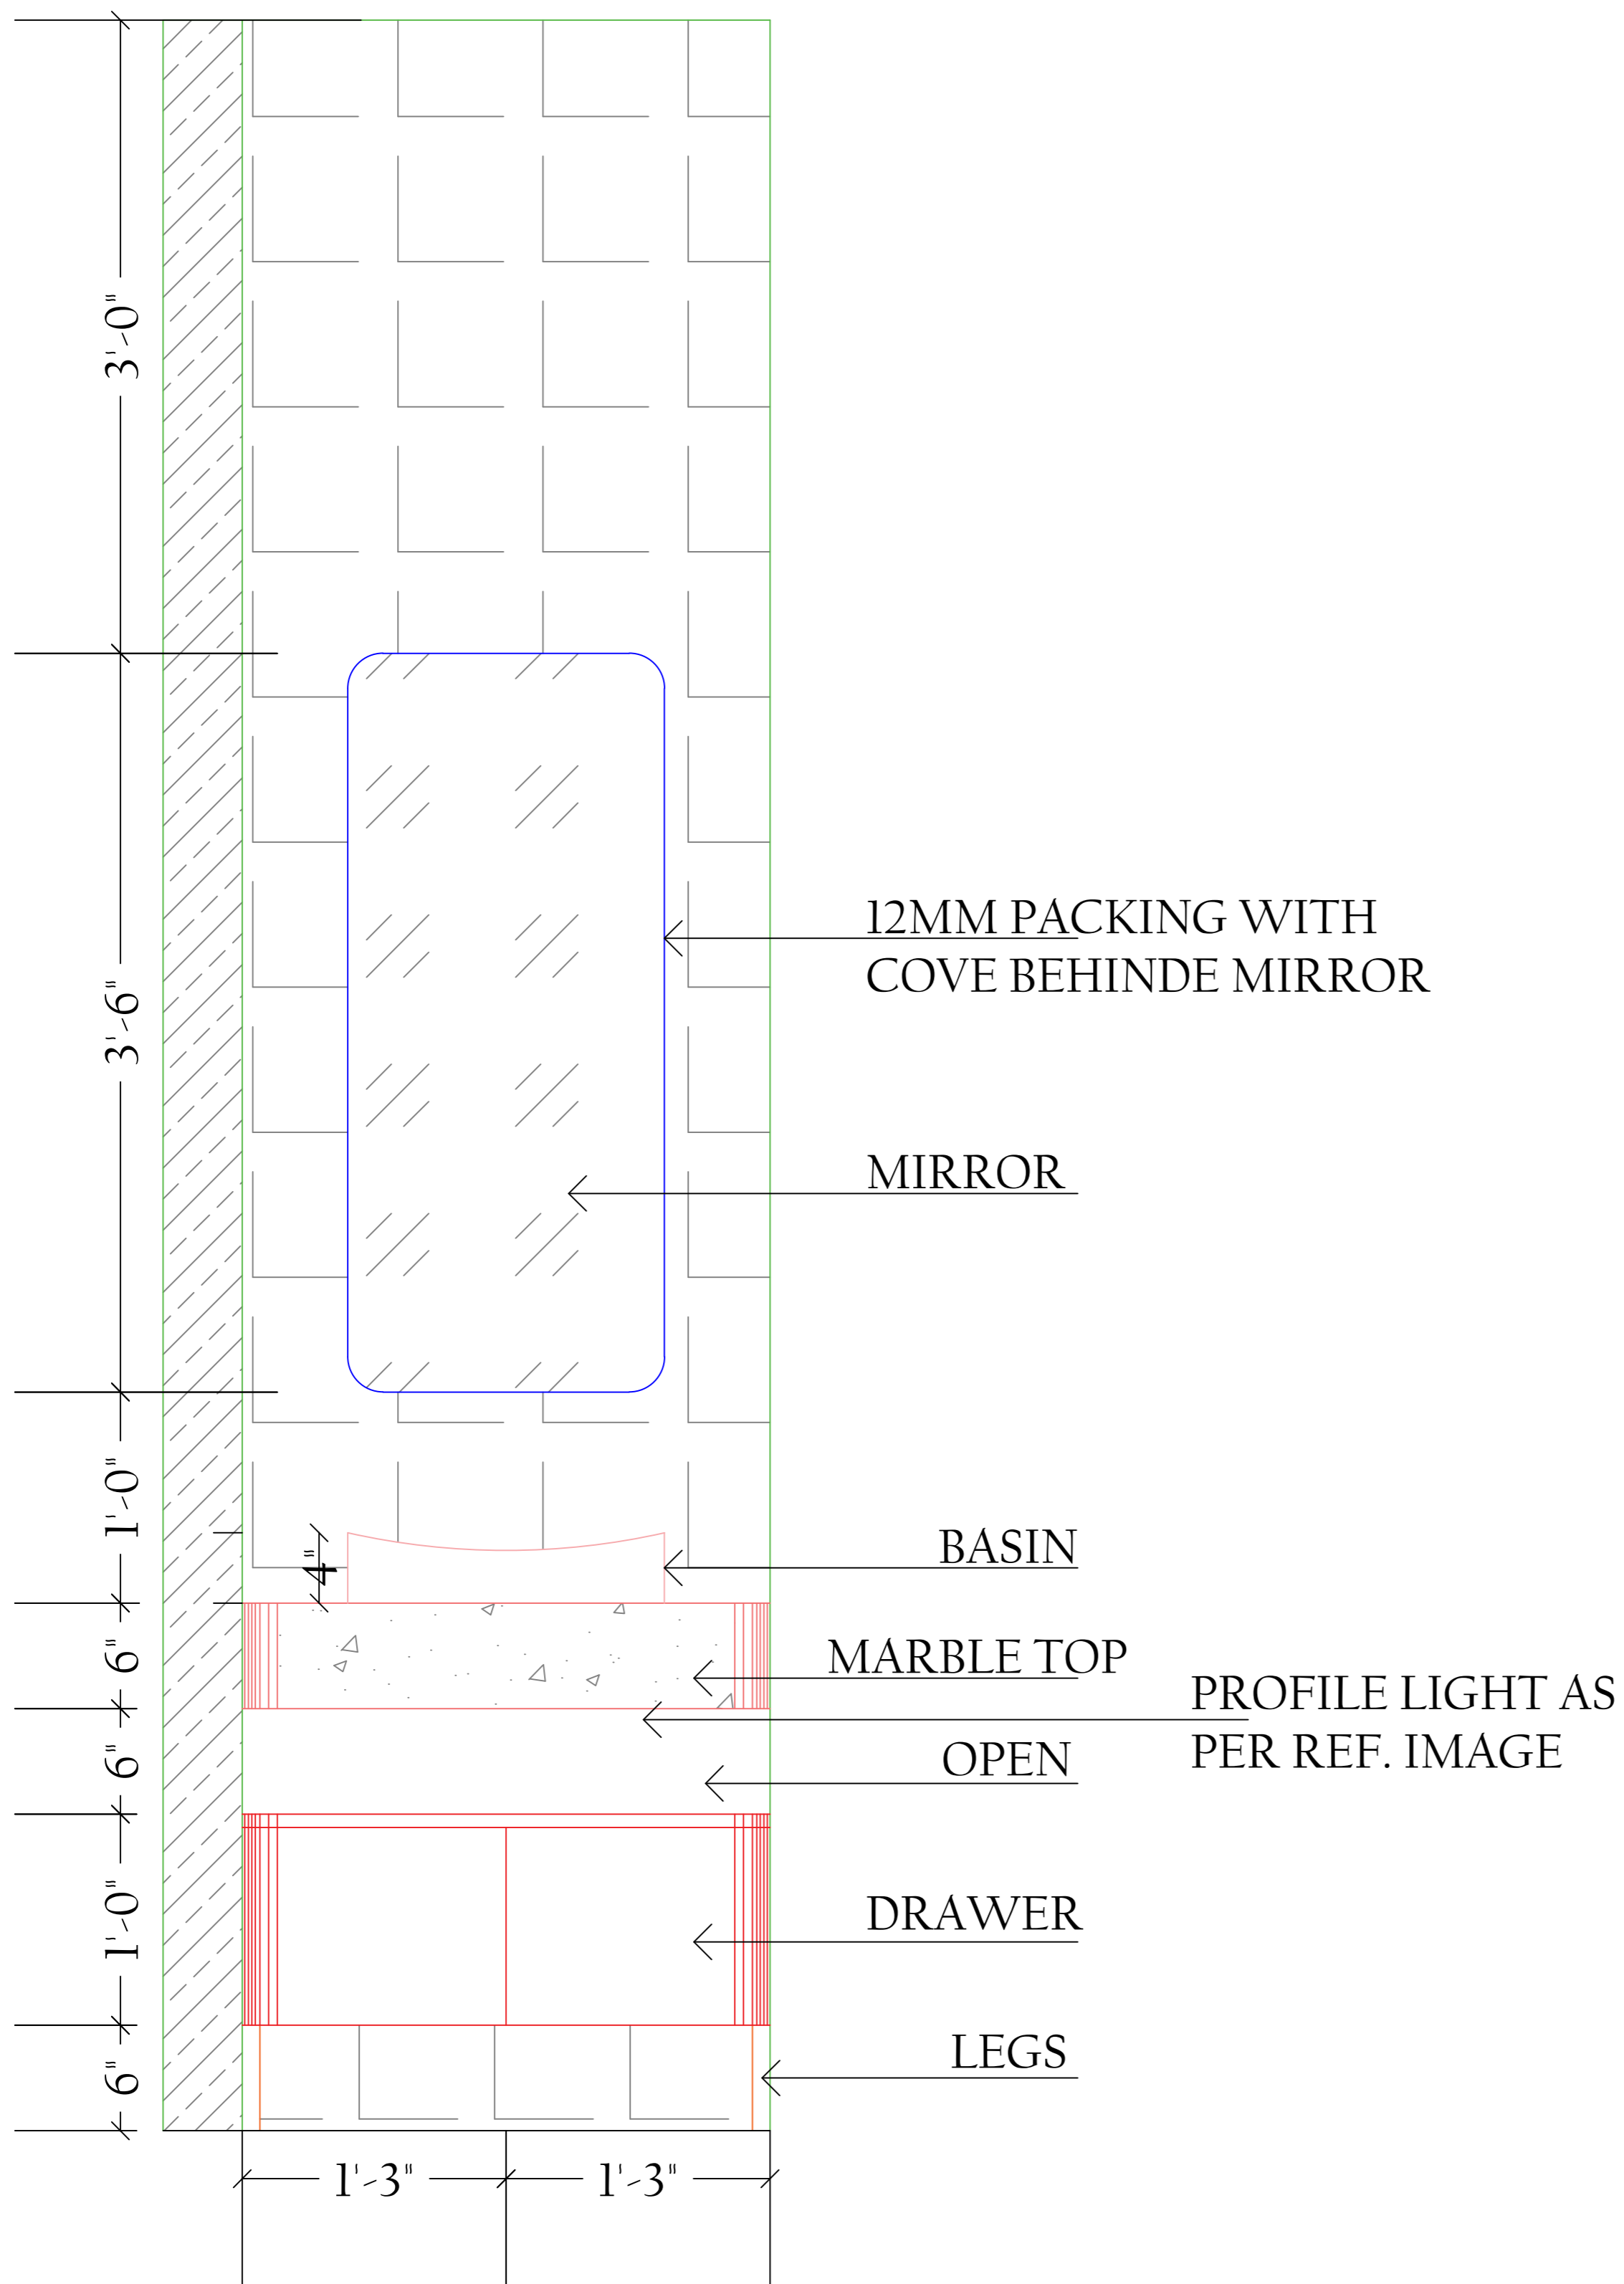 3'-0"
3'-6"
12MM PACKING WITH
COVE BEHINDE MIRROR
MIRROR
1'-0"
4"
BASIN
6"
MARBLE TOP
PROFILE LIGHT AS
PER REF. IMAGE
6"
OPEN
1'-0"
DRAWER
6"
LEGS
1'-3" 1'-3"